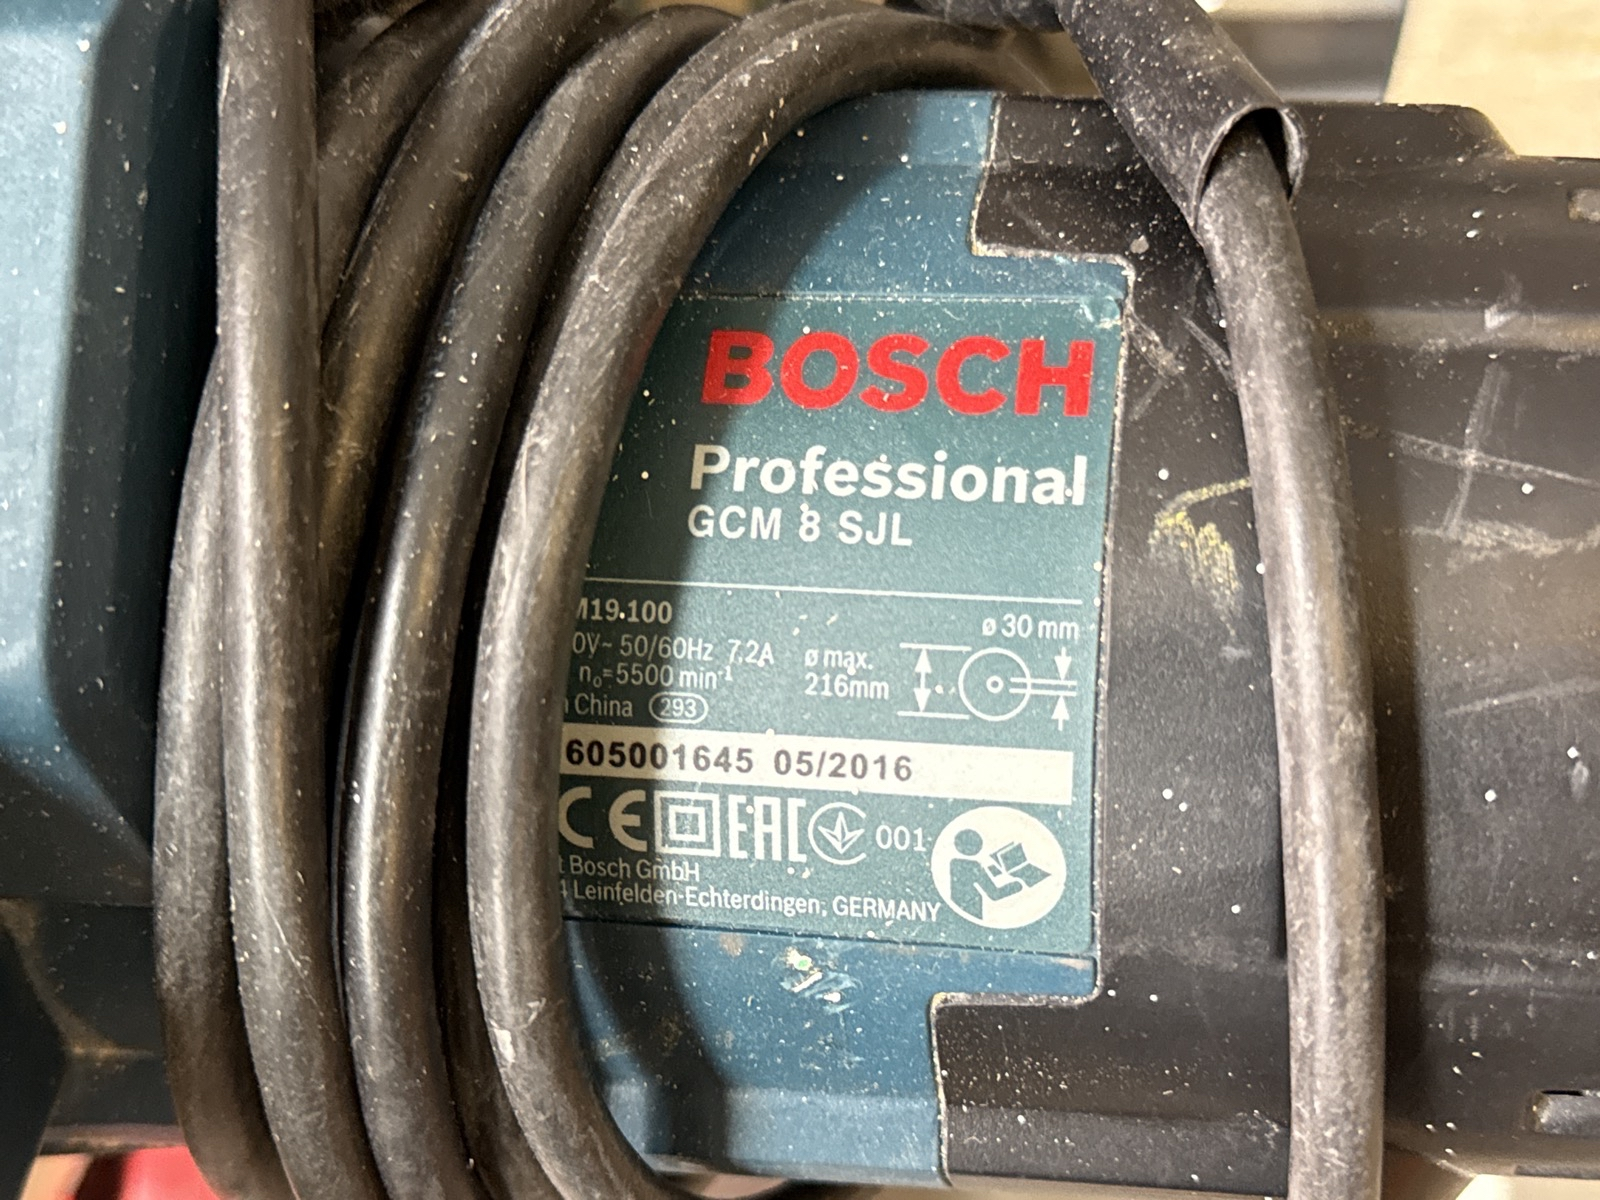 BOSCH
Professional
GCM 8 SJL
M19.100
0V~ 50/60Hz 7,2A
n₀=5500 min⁻¹
China 293
ø max.
216mm
ø 30 mm
605001645 05/2016
CE EAC 001
Bosch GmbH
Leinfelden-Echterdingen, GERMANY